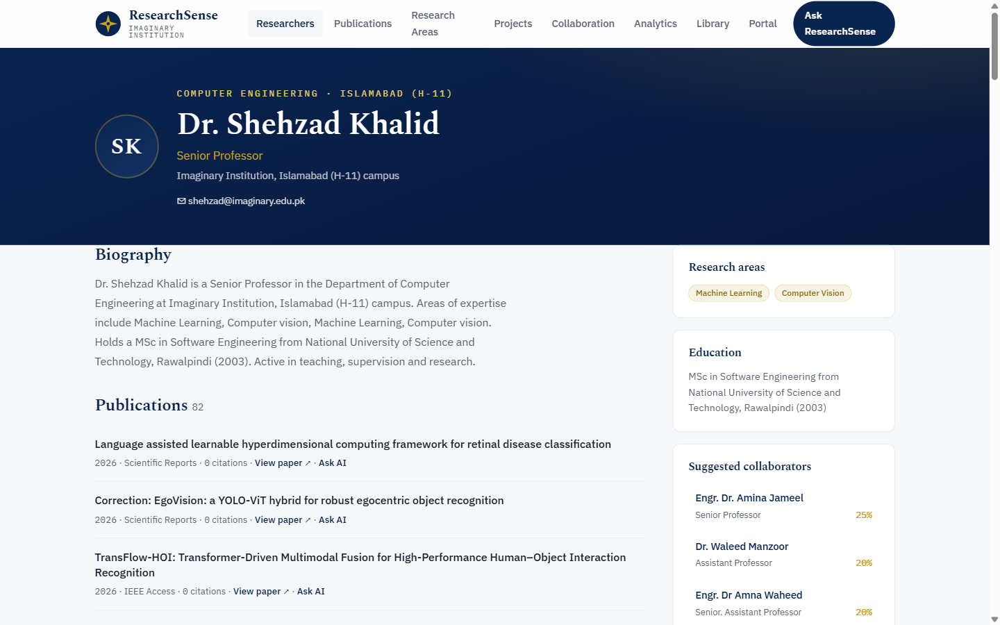 ResearchSense
IMAGINARY
INSTITUTION
Researchers
Publications
Research
Areas
Projects
Collaboration
Analytics
Library
Portal
Ask
ResearchSense
COMPUTER ENGINEERING · ISLAMABAD (H-11)
SK
Dr. Shehzad Khalid
Senior Professor
Imaginary Institution, Islamabad (H-11) campus
shehzad@imaginary.edu.pk
Biography
Dr. Shehzad Khalid is a Senior Professor in the Department of Computer
Engineering at Imaginary Institution, Islamabad (H-11) campus. Areas of expertise
include Machine Learning, Computer vision, Machine Learning, Computer vision.
Holds a MSc in Software Engineering from National University of Science and
Technology, Rawalpindi (2003). Active in teaching, supervision and research.
Publications 82
Language assisted learnable hyperdimensional computing framework for retinal disease classification
2026 · Scientific Reports · 0 citations · View paper ↗ · Ask AI
Correction: EgoVision: a YOLO-ViT hybrid for robust egocentric object recognition
2026 · Scientific Reports · 0 citations · View paper ↗ · Ask AI
TransFlow-HOI: Transformer-Driven Multimodal Fusion for High-Performance Human–Object Interaction
Recognition
2026 · IEEE Access · 0 citations · View paper ↗ · Ask AI
Research areas
Machine Learning
Computer Vision
Education
MSc in Software Engineering from
National University of Science and
Technology, Rawalpindi (2003)
Suggested collaborators
Engr. Dr. Amina Jameel
Senior Professor
25%
Dr. Waleed Manzoor
Assistant Professor
20%
Engr. Dr Amna Waheed
Senior. Assistant Professor
20%